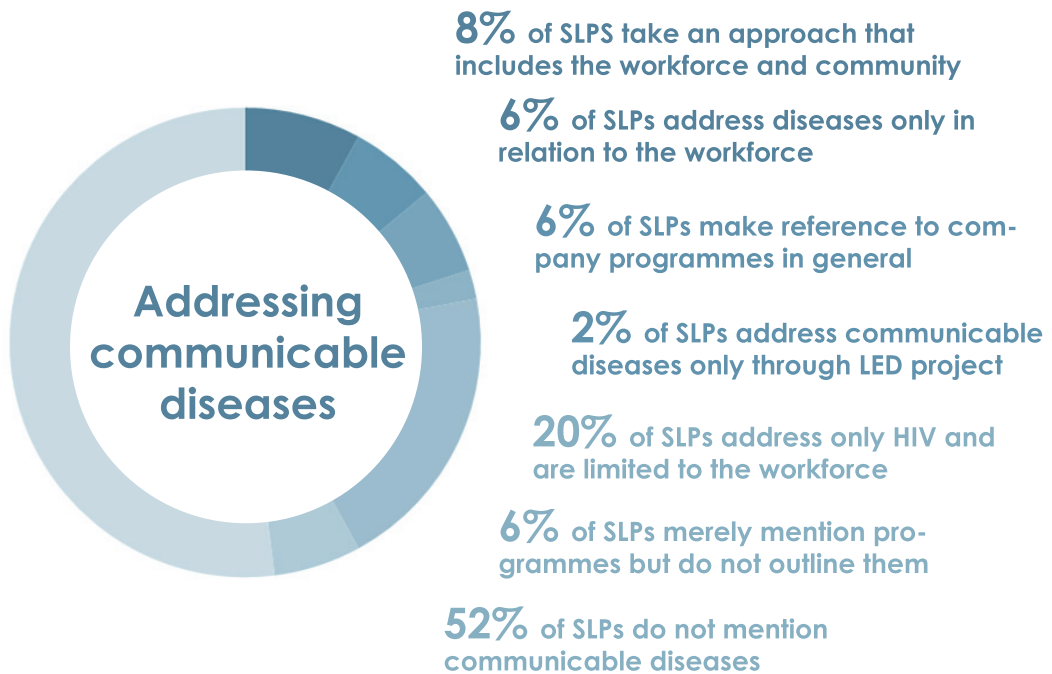 8% of SLPS take an approach that
includes the workforce and community
6% of SLPs address diseases only in
relation to the workforce
6% of SLPs make reference to com-
pany programmes in general
2% of SLPs address communicable
diseases only through LED project
20% of SLPs address only HIV and
are limited to the workforce
6% of SLPs merely mention pro-
grammes but do not outline them
52% of SLPs do not mention
communicable diseases
Addressing
communicable
diseases